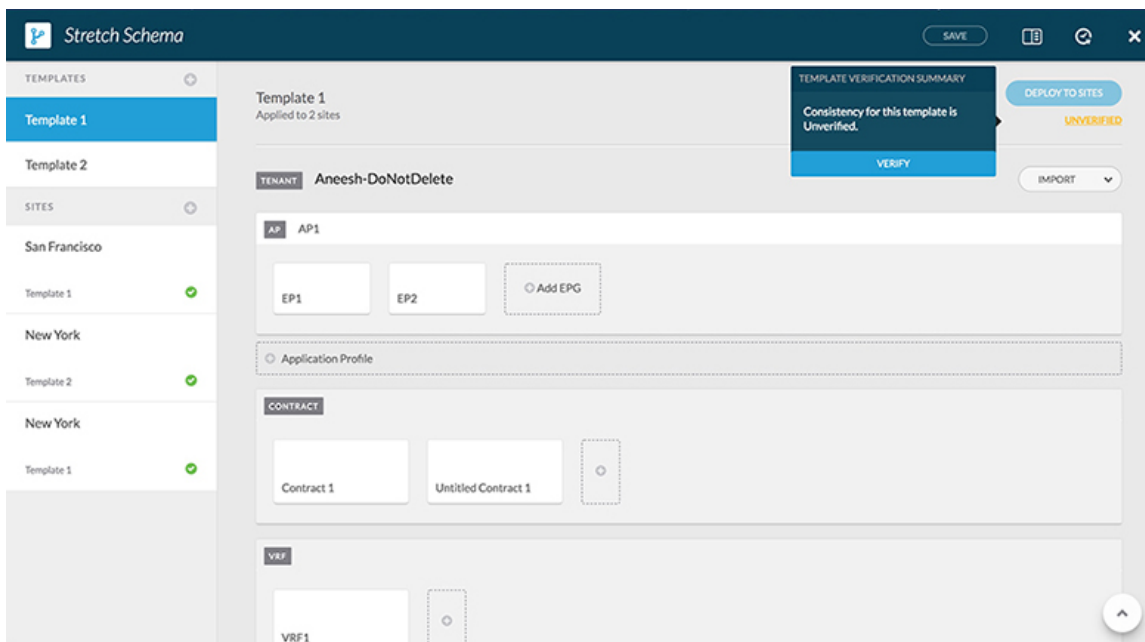 Stretch Schema
SAVE
TEMPLATES
Template 1
Template 2
SITES
San Francisco
Template 1
New York
Template 2
New York
Template 1
Template 1
Applied to 2 sites
TEMPLATE VERIFICATION SUMMARY
Consistency for this template is
Unverified.
VERIFY
DEPLOY TO SITES
UNVERIFIED
TENANT Aneesh-DoNotDelete
IMPORT
AP AP1
EP1
EP2
Add EPG
Application Profile
CONTRACT
Contract 1
Untitled Contract 1
VRF
VRF1